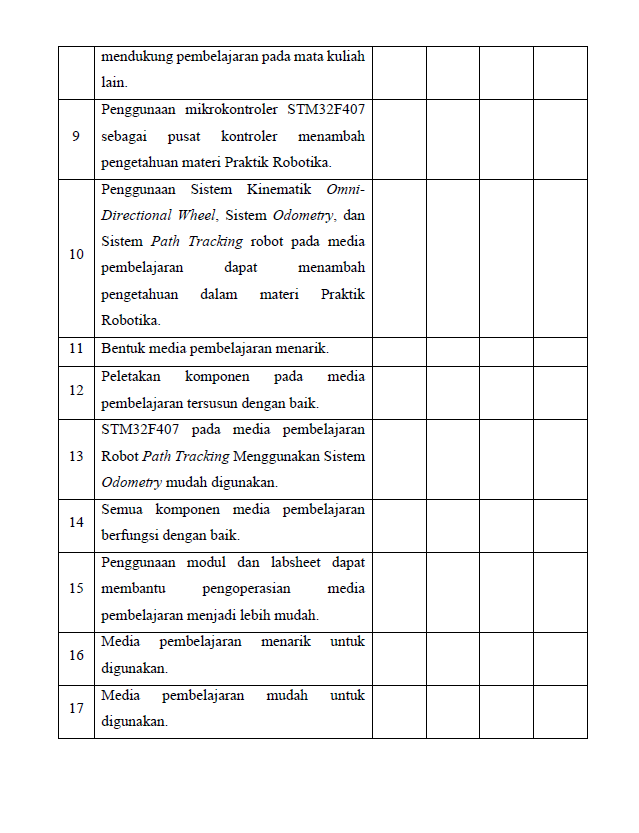 mendukung pembelajaran pada mata kuliah
lain.
Penggunaan mikrokontroler STM32F407
9 sebagai pusat kontroler menambah
pengetahuan materi Praktik Robotika.
Penggunaan Sistem Kinematik Omni-
Directional Wheel, Sistem Odometry, dan
Sistem Path Tracking robot pada media
10 pembelajaran dapat menambah
pengetahuan dalam materi Praktik
Robotika.
11 Bentuk media pembelajaran menarik.
12 Peletakan komponen pada media
pembelajaran tersusun dengan baik.
STM32F407 pada media pembelajaran
13 Robot Path Tracking Menggunakan Sistem
Odometry mudah digunakan.
14 Semua komponen media pembelajaran
berfungsi dengan baik.
Penggunaan modul dan labsheet dapat
15 membantu pengoperasian media
pembelajaran menjadi lebih mudah.
16 Media pembelajaran menarik untuk
digunakan.
17 Media pembelajaran mudah untuk
digunakan.